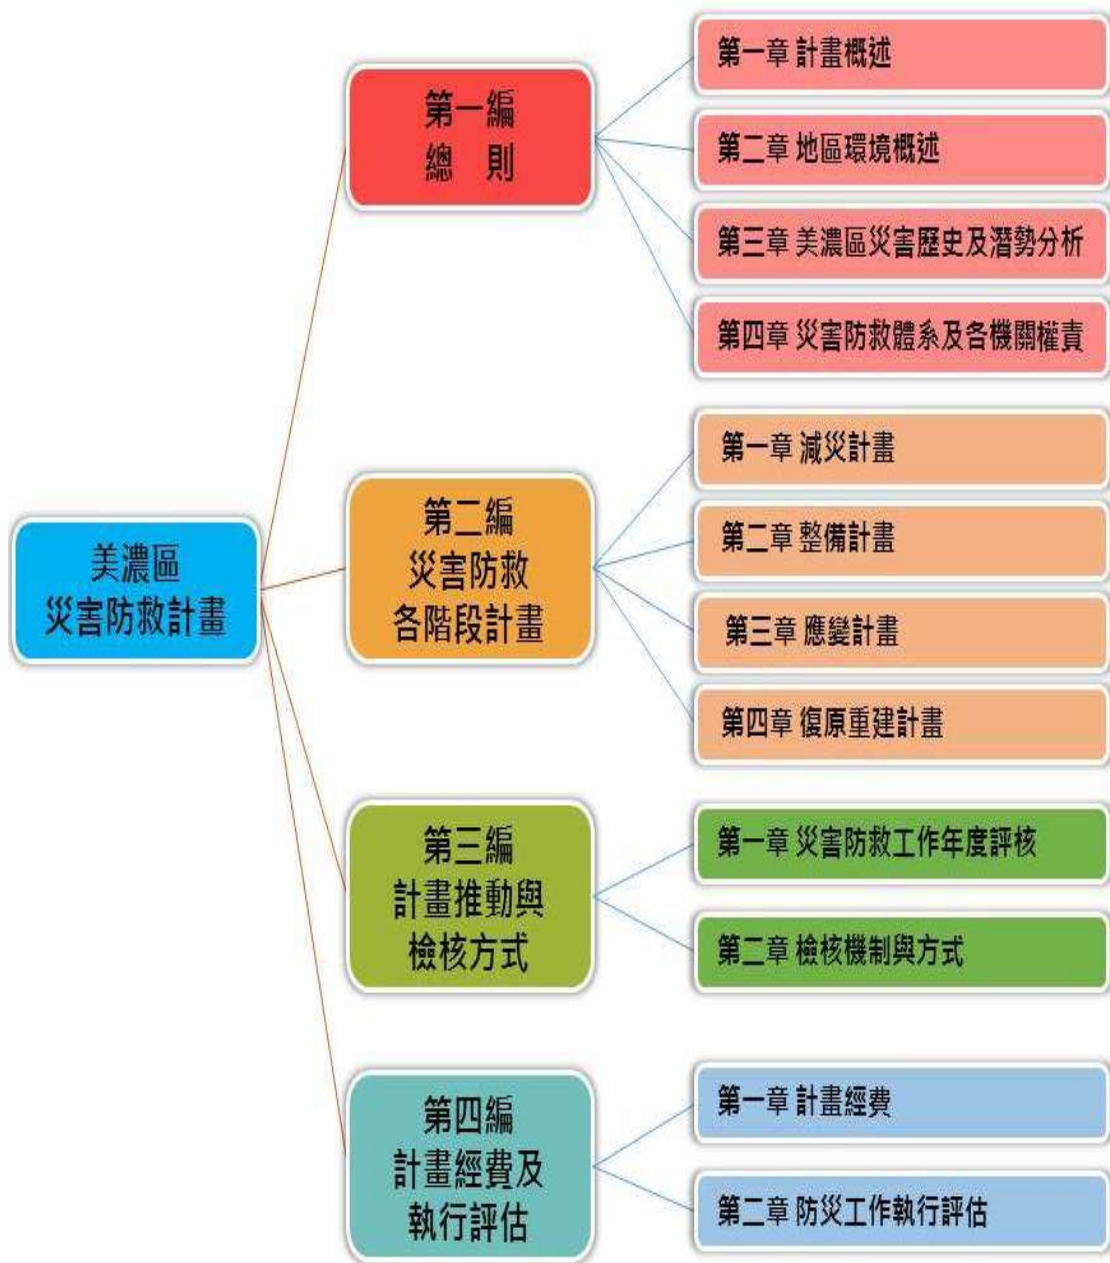 美濃區
災害防救計畫
第一編
總 則
第一章 計畫概述
第二章 地區環境概述
第三章 美濃區災害歷史及潛勢分析
第四章 災害防救體系及各機關權責
第二編
災害防救
各階段計畫
第一章 減災計畫
第二章 整備計畫
第三章 應變計畫
第四章 復原重建計畫
第三編
計畫推動與
檢核方式
第一章 災害防救工作年度評核
第二章 檢核機制與方式
第四編
計畫經費及
執行評估
第一章 計畫經費
第二章 防災工作執行評估